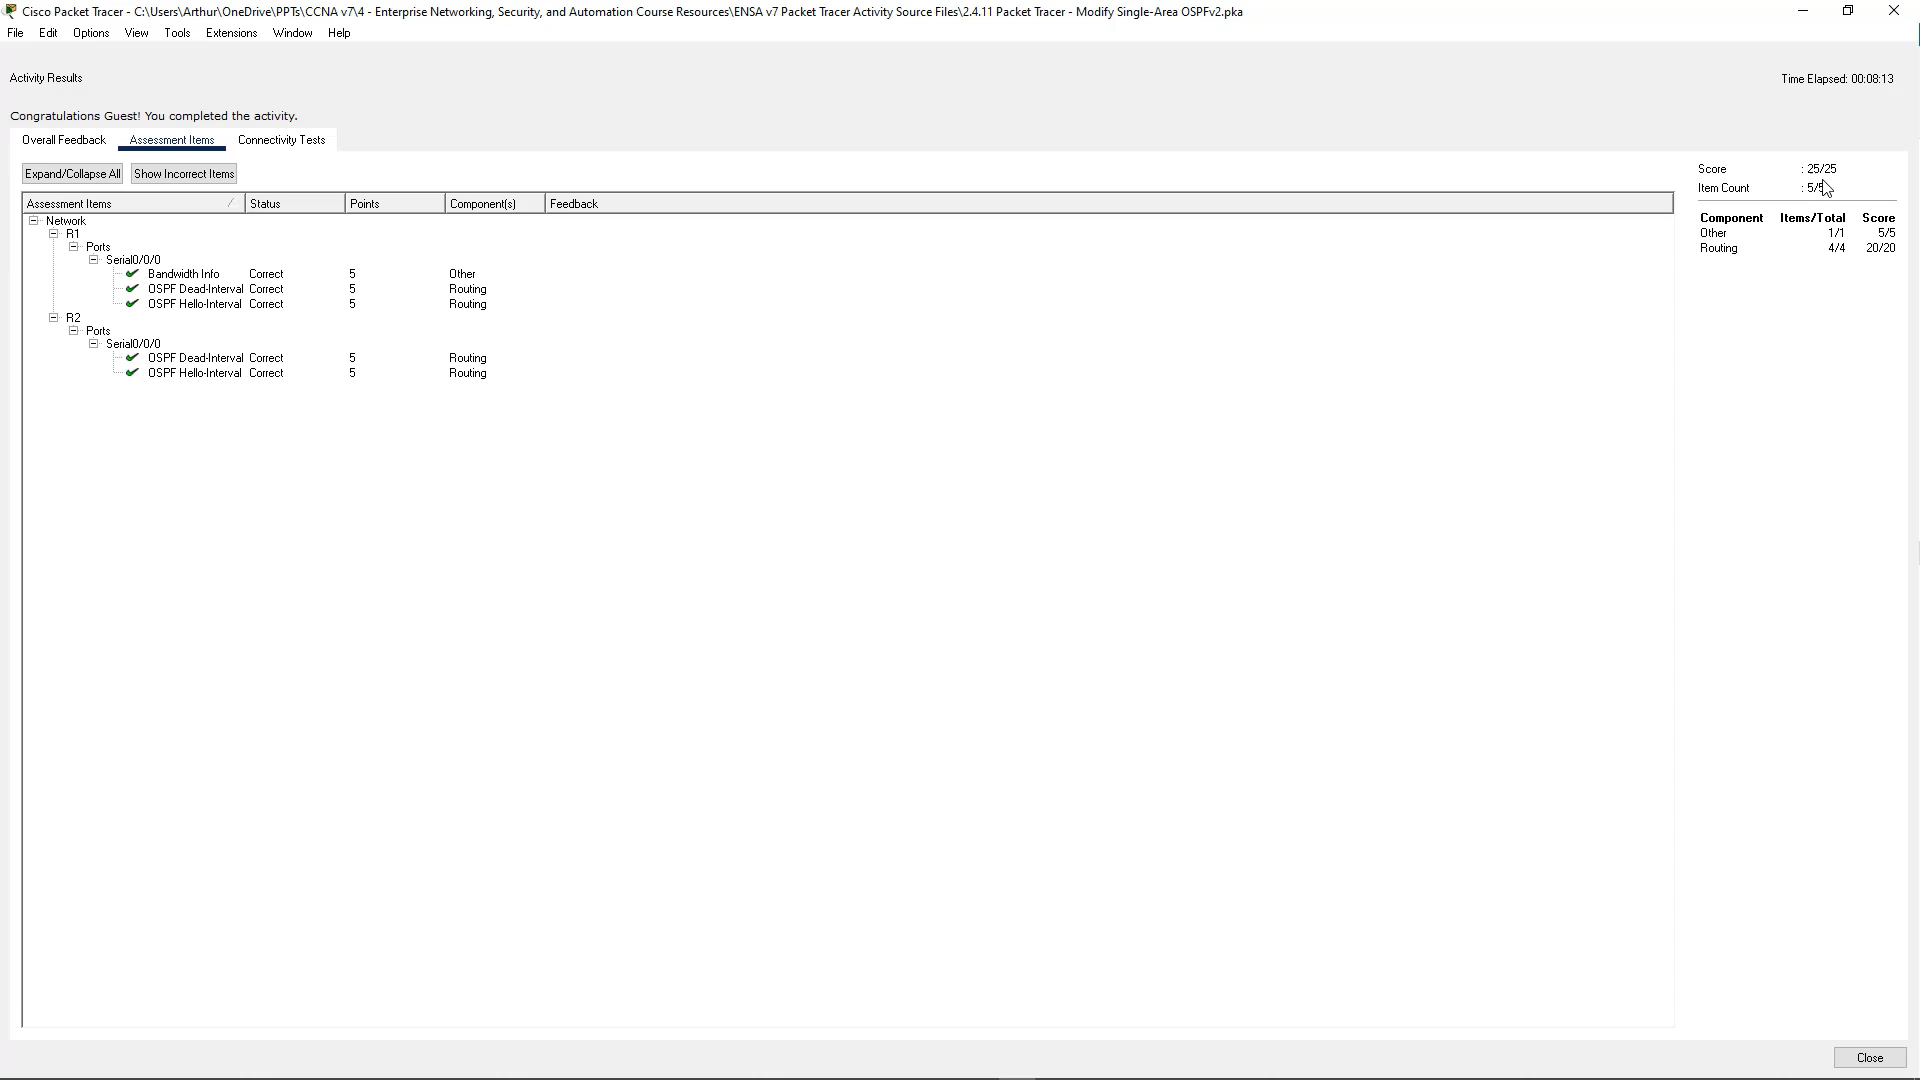 Cisco Packet Tracer - C:\Users\Arthur\OneDrive\PPTs\CCNA v7\4 - Enterprise Networking, Security, and Automation Course Resources\ENSA v7 Packet Tracer Activity Source Files\2.4.11 Packet Tracer - Modify Single-Area OSPFv2.pka
File Edit Options View Tools Extensions Window Help
Activity Results Time Elapsed: 00:08:13
Congratulations Guest! You completed the activity.
Overall Feedback Assessment Items Connectivity Tests
Expand/Collapse All Show Incorrect Items
Score : 25/25
Item Count : 5/5
Assessment Items Status Points Component(s) Feedback
Network
R1
Ports
Serial0/0/0
Bandwidth Info Correct 5 Other
OSPF Dead-Interval Correct 5 Routing
OSPF Hello-Interval Correct 5 Routing
R2
Ports
Serial0/0/0
OSPF Dead-Interval Correct 5 Routing
OSPF Hello-Interval Correct 5 Routing
Component Items/Total Score
Other 1/1 5/5
Routing 4/4 20/20
Close